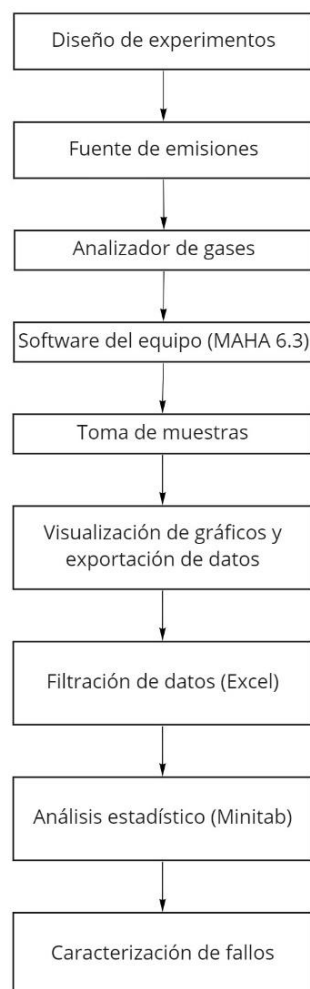 Diseño de experimentos
Fuente de emisiones
Analizador de gases
Software del equipo (MAHA 6.3)
Toma de muestras
Visualización de gráficos y
exportación de datos
Filtración de datos (Excel)
Análisis estadístico (Minitab)
Caracterización de fallos